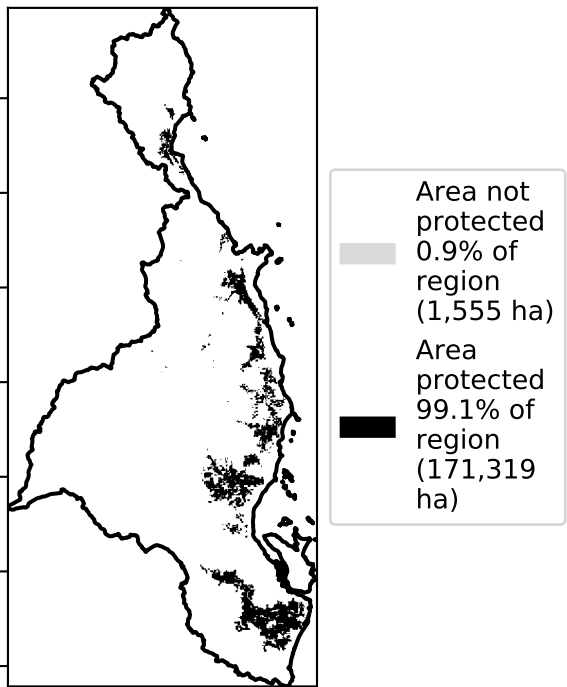 Area not
protected
0.9% of
region
(1,555 ha)
Area
protected
99.1% of
region
(171,319
ha)